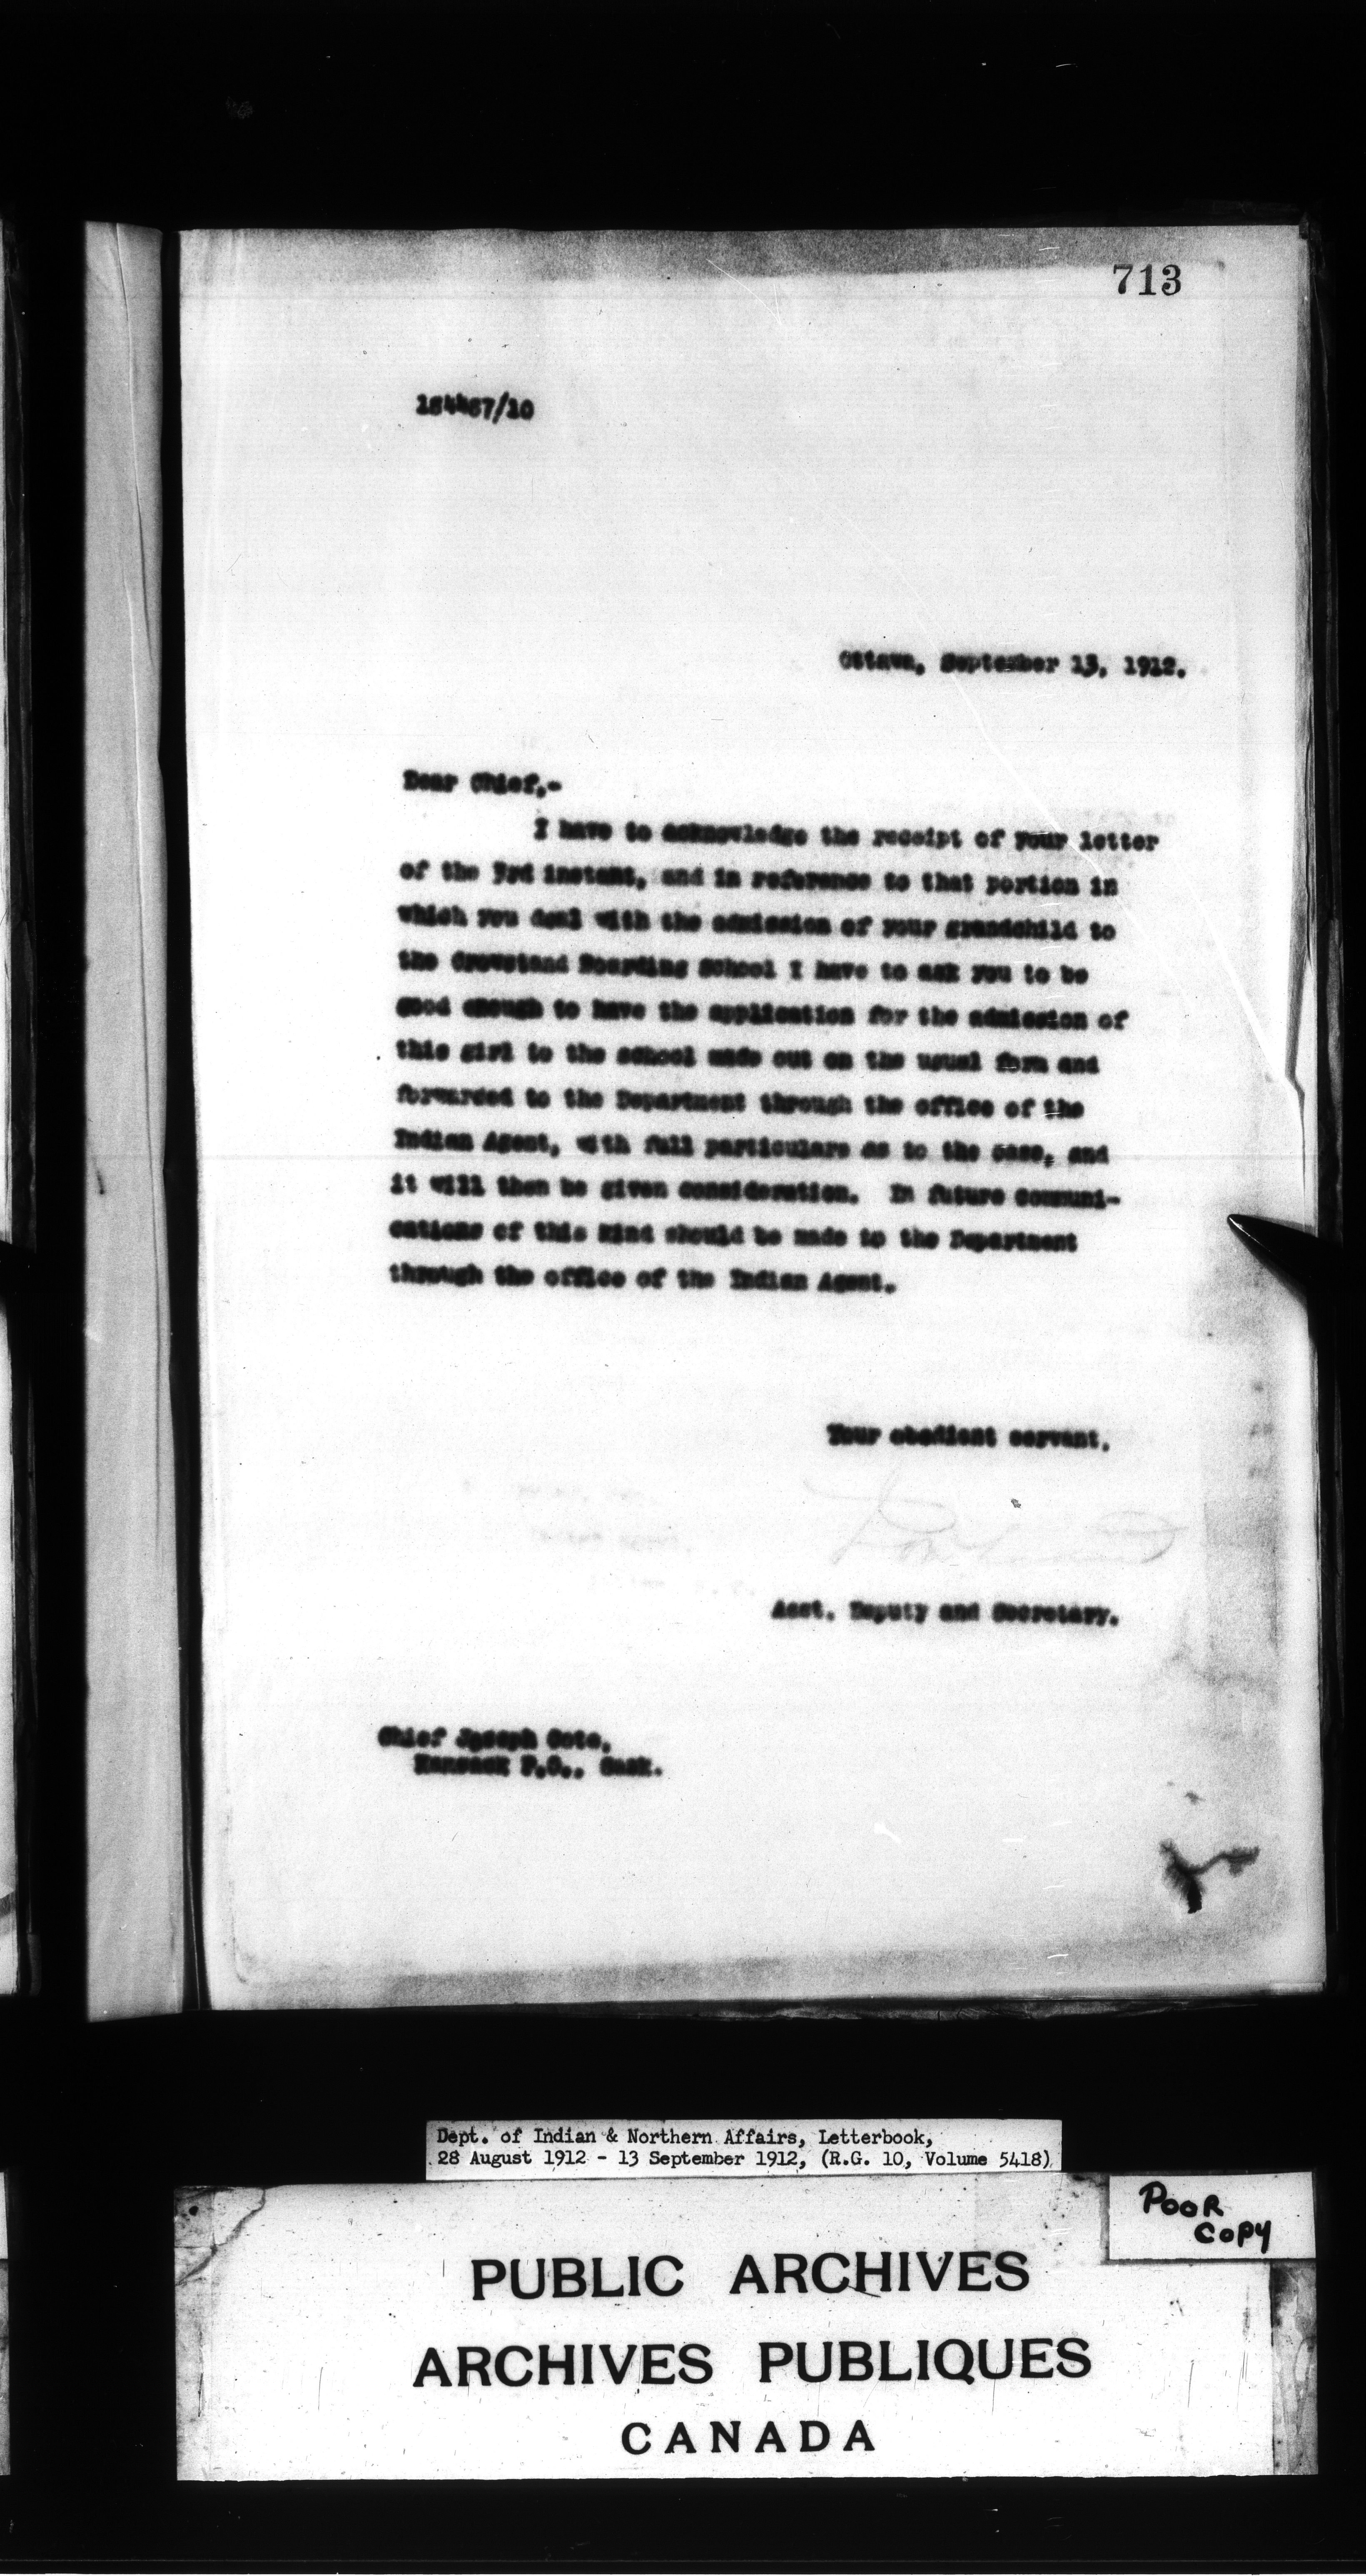 713
154467/10
Ottawa, September 13, 1912.
Dear Chief,-
I have to acknowledge the receipt of your letter
of the 3rd instant, and in reference to that portion in
which you deal with the admission of your grandchild to
the Crowstand Boarding School I have to ask you to be
good enough to have the application for the admission of
this girl to the school made out on the usual form and
forwarded to the Department through the office of the
Indian Agent, with full particulars as to the case, and
it will then be given consideration. In future communi-
cations of this kind should be made to the Department
through the office of the Indian Agent.
Your obedient servant,
Asst. Deputy and Secretary.
Chief Joseph Cote,
Kamsack P.O., Sask.
Dept. of Indian & Northern Affairs, Letterbook,
28 August 1912 - 13 September 1912, (R.G. 10, Volume 5418)
POOR
COPY
PUBLIC ARCHIVES
ARCHIVES PUBLIQUES
CANADA